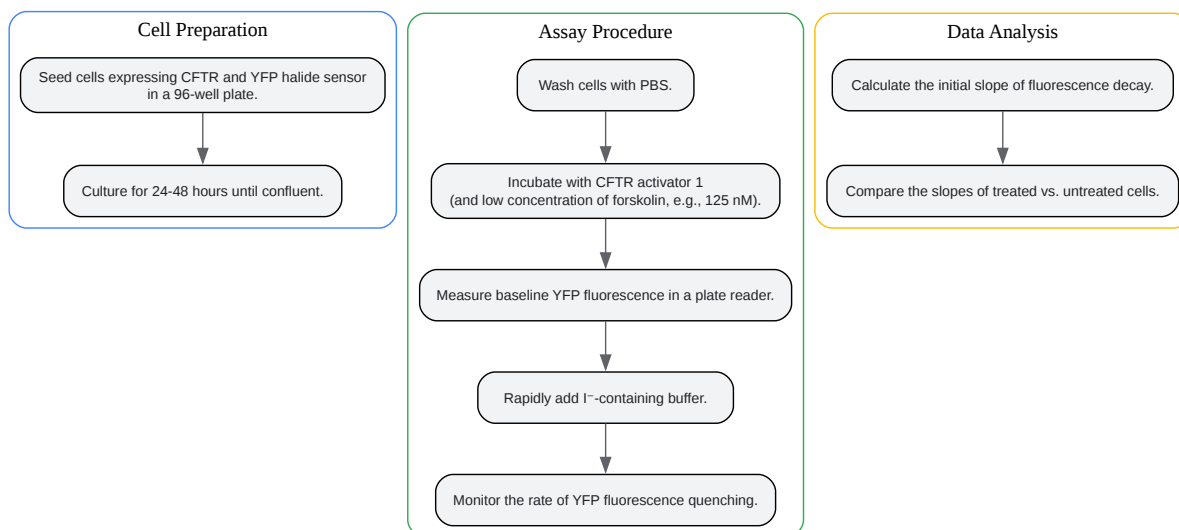 Cell Preparation
Seed cells expressing CFTR and YFP halide sensor
in a 96-well plate.
Culture for 24-48 hours until confluent.
Assay Procedure
Wash cells with PBS.
Incubate with CFTR activator 1
(and low concentration of forskolin, e.g., 125 nM).
Measure baseline YFP fluorescence in a plate reader.
Rapidly add I⁻-containing buffer.
Monitor the rate of YFP fluorescence quenching.
Data Analysis
Calculate the initial slope of fluorescence decay.
Compare the slopes of treated vs. untreated cells.